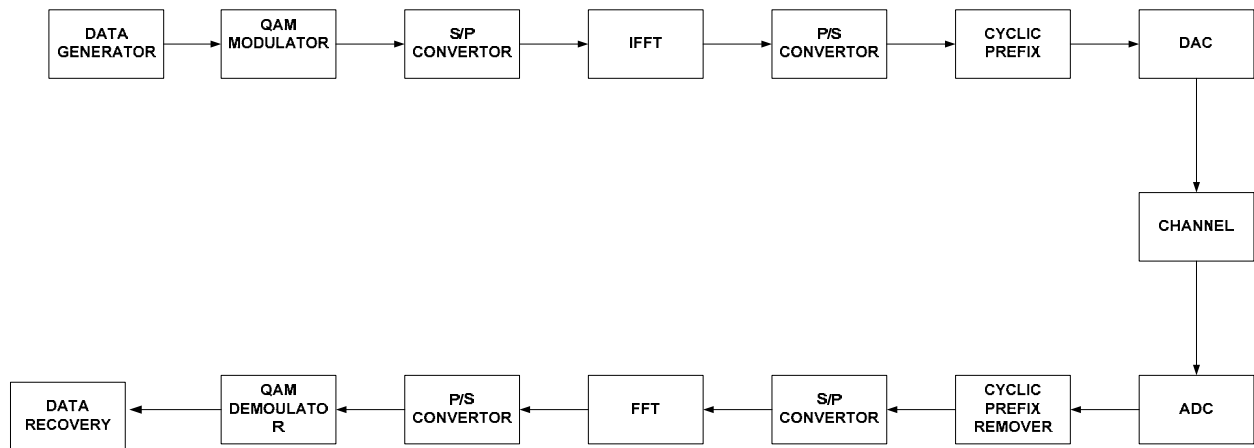 DATA
GENERATOR
QAM
MODULATOR
S/P
CONVERTOR
IFFT
P/S
CONVERTOR
CYCLIC
PREFIX
DAC
CHANNEL
DATA
RECOVERY
QAM
DEMOULATO
R
P/S
CONVERTOR
FFT
S/P
CONVERTOR
CYCLIC
PREFIX
REMOVER
ADC